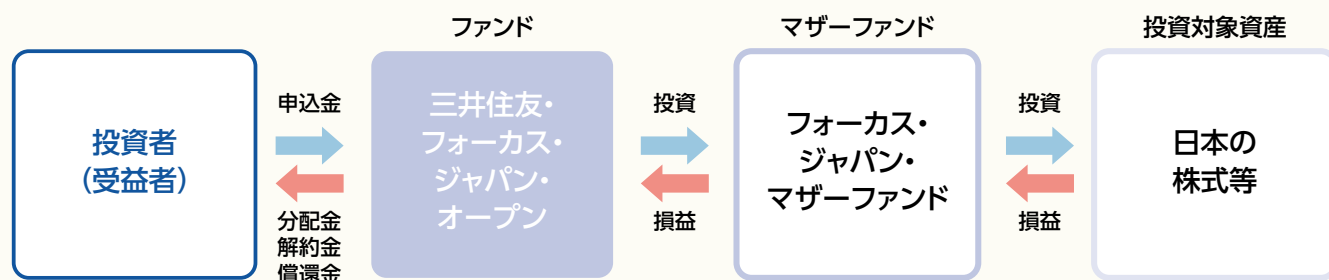 ファンド
マザーファンド
投資対象資産
投資者
（受益者）
申込金
分配金
解約金
償還金
三井住友・
フォーカス・
ジャパン・
オープン
投資
損益
フォーカス・
ジャパン・
マザーファンド
投資
損益
日本の
株式等